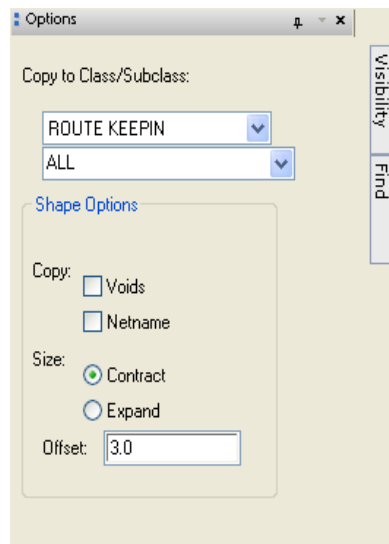 Options
Copy to Class/Subclass:
ROUTE KEEPIN
ALL
Shape Options
Copy:
Voids
Netname
Size:
Contract
Expand
Offset: 3.0
Visibility
Find